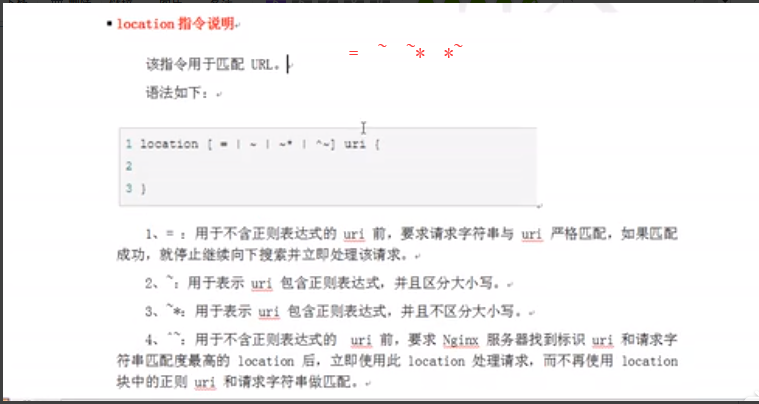 ▪ location 指令说明
= ~ ~* *~
该指令用于匹配 URL。
语法如下：
1 location [ = | ~ | ~* | ^~] uri {
2
3 }
1、= ：用于不含正则表达式的 uri 前，要求请求字符串与 uri 严格匹配，如果匹配
成功，就停止继续向下搜索并立即处理该请求。
2、~：用于表示 uri 包含正则表达式，并且区分大小写。
3、~*：用于表示 uri 包含正则表达式，并且不区分大小写。
4、^~：用于不含正则表达式的 uri 前，要求 Nginx 服务器找到标识 uri 和请求字
符串匹配度最高的 location 后，立即使用此 location 处理请求，而不再使用 location
块中的正则 uri 和请求字符串做匹配。